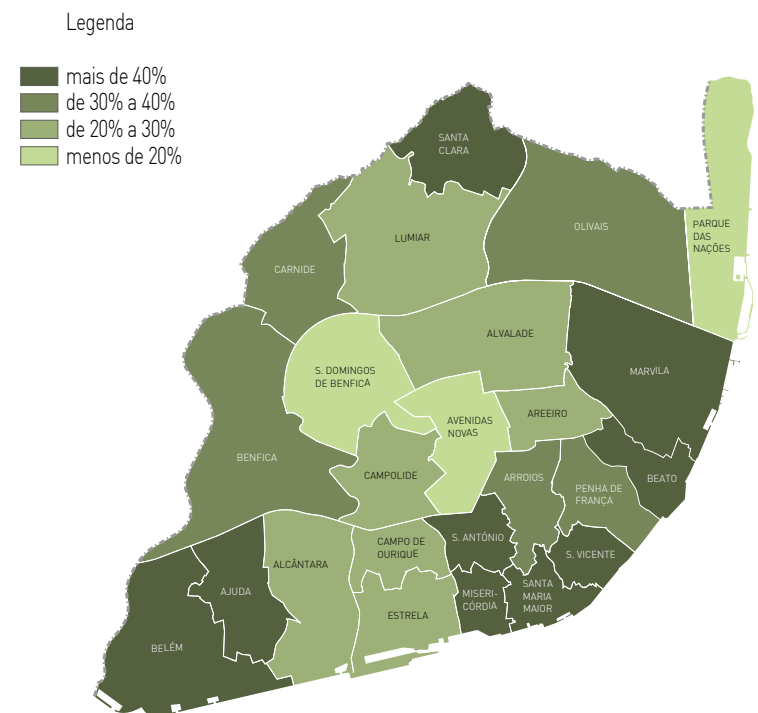 Legenda
mais de 40%
de 30% a 40%
de 20% a 30%
menos de 20%
SANTA
CLARA
LUMIAR
OLIVAIS
PARQUE
DAS
NAÇÕES
CARNIDE
ALVALADE
S. DOMINGOS
DE BENFICA
MARVILA
AVENIDAS
NOVAS
AREEIRO
BENFICA
CAMPOLIDE
ARROIOS
PENHA DE
FRANÇA
BEATO
S. ANTÓNIO
CAMPO DE
OURIQUE
S. VICENTE
ALCÂNTARA
AJUDA
MISERI-
CÓRDIA
SANTA
MARIA
MAIOR
ESTRELA
BELÉM